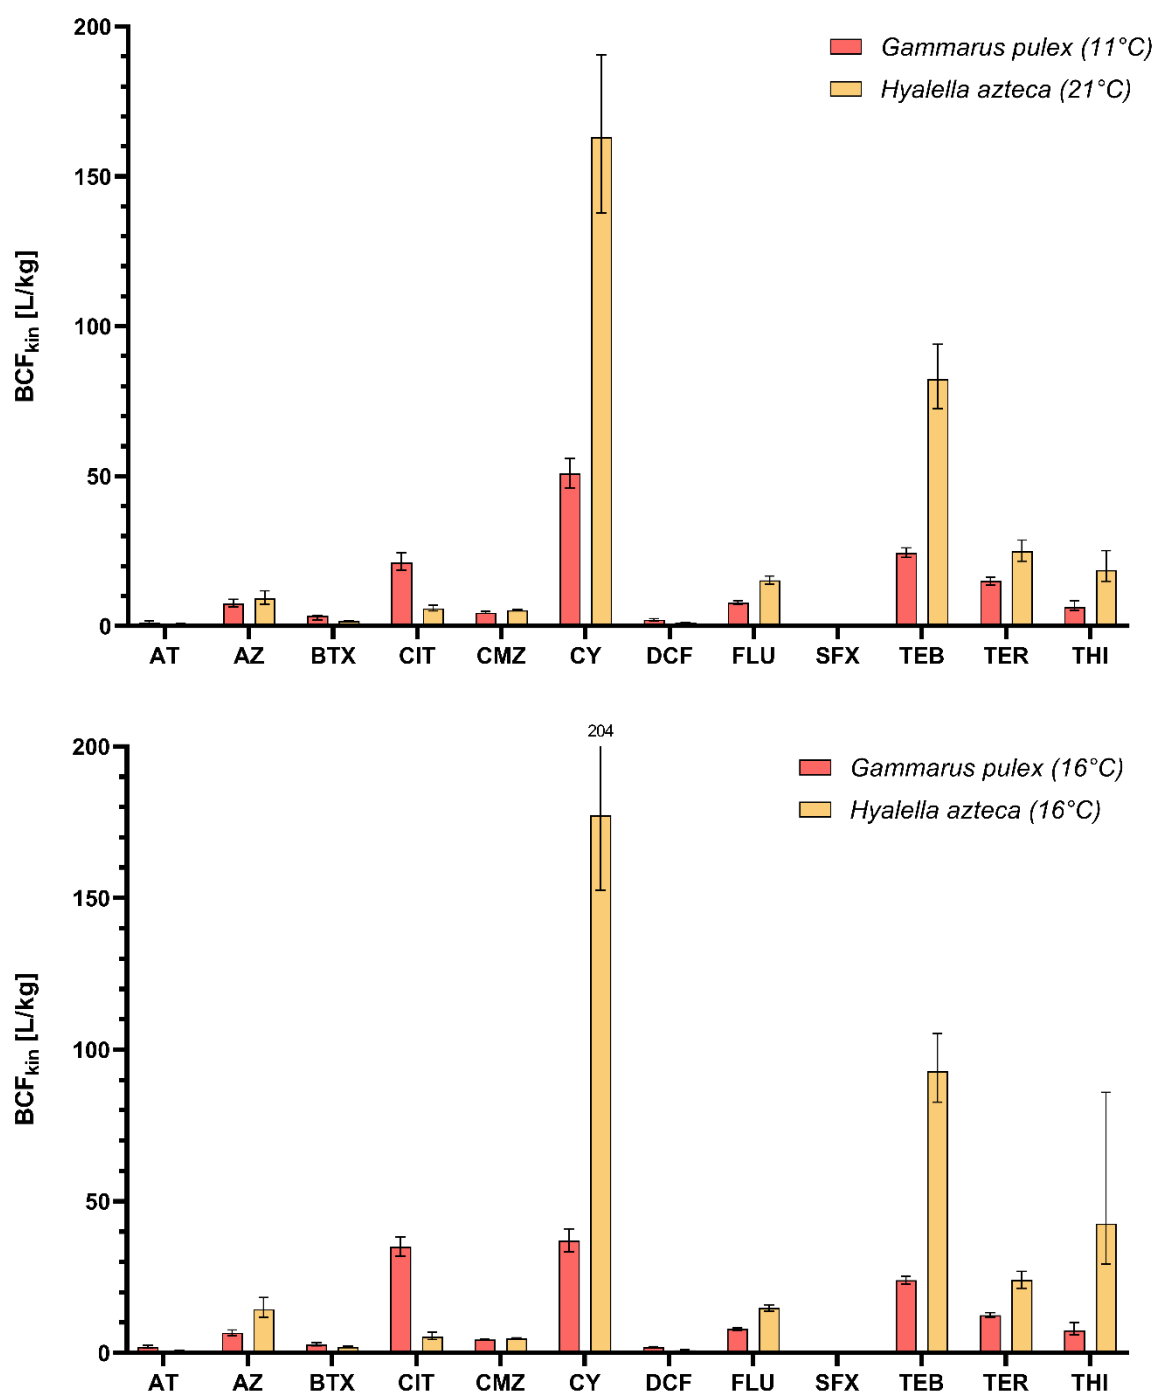 200
150
100
50
0
BCFkin [L/kg]
Gammarus pulex (11°C)
Hyalella azteca (21°C)
AT AZ BTX CIT CMZ CY DCF FLU SFX TEB TER THI
204
200
150
100
50
0
BCFkin [L/kg]
Gammarus pulex (16°C)
Hyalella azteca (16°C)
AT AZ BTX CIT CMZ CY DCF FLU SFX TEB TER THI